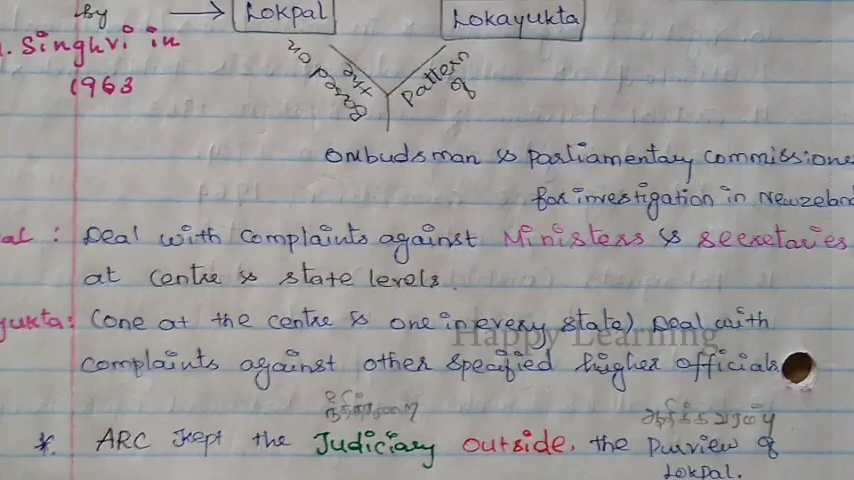 by → Lokpal Lokayukta
. Singhvi in
1963
Based on the pattern of
ombudsman & parliamentary commissione
for investigation in Newzeland
al : Deal with complaints against Ministers & secretaries
at centre & state levels.
yukta: (one at the centre & one in every state) Deal with
Happy Learning
complaints against other specified higher officials
* ARC kept the Judiciary outside, the purview of
Lokpal.